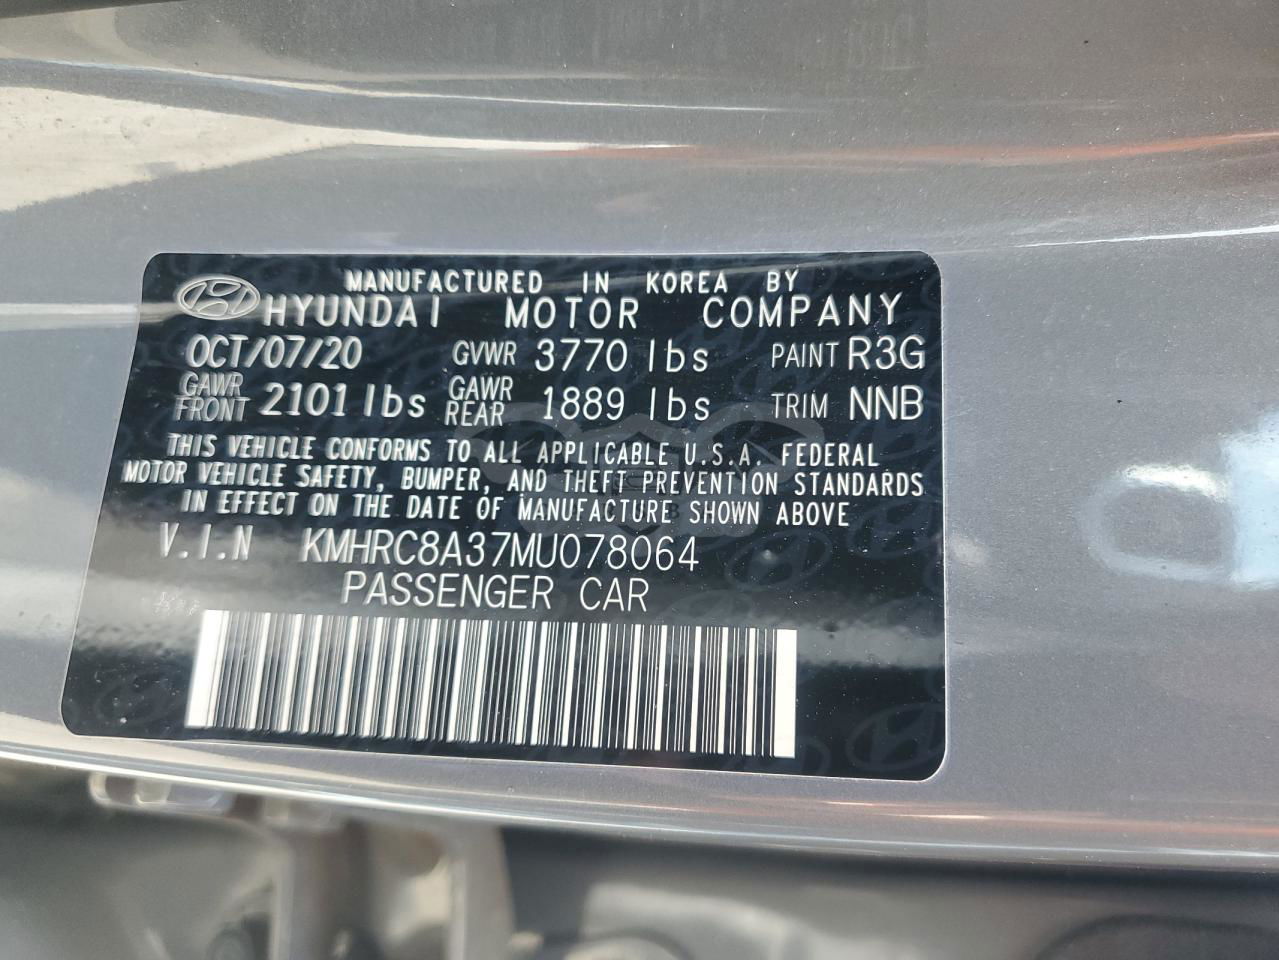 MANUFACTURED IN KOREA BY
HYUNDAI MOTOR COMPANY
OCT/07/20 GVWR 3770 lbs PAINT R3G
GAWR FRONT 2101 lbs GAWR REAR 1889 lbs TRIM NNB
THIS VEHICLE CONFORMS TO ALL APPLICABLE U.S.A. FEDERAL
MOTOR VEHICLE SAFETY, BUMPER, AND THEFT PREVENTION STANDARDS
IN EFFECT ON THE DATE OF MANUFACTURE SHOWN ABOVE
V.I.N KMHRC8A37MU078064
PASSENGER CAR